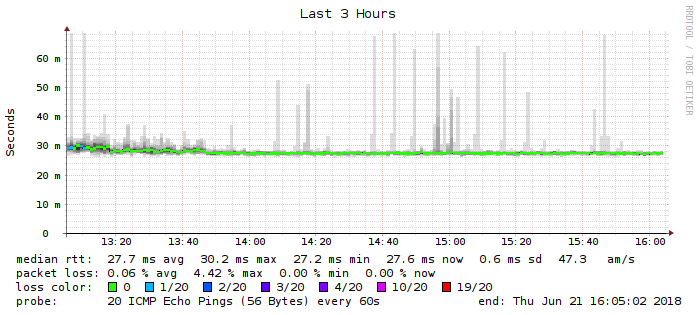 Last 3 Hours
RRDTOOL / TOBI OETIKER
Seconds
60 m
50 m
40 m
30 m
20 m
10 m
0
13:20 13:40 14:00 14:20 14:40 15:00 15:20 15:40 16:00
median rtt: 27.7 ms avg 30.2 ms max 27.2 ms min 27.6 ms now 0.6 ms sd 47.3 am/s
packet loss: 0.06 % avg 4.42 % max 0.00 % min 0.00 % now
loss color: 0 1/20 2/20 3/20 4/20 10/20 19/20
probe: 20 ICMP Echo Pings (56 Bytes) every 60s end: Thu Jun 21 16:05:02 2018